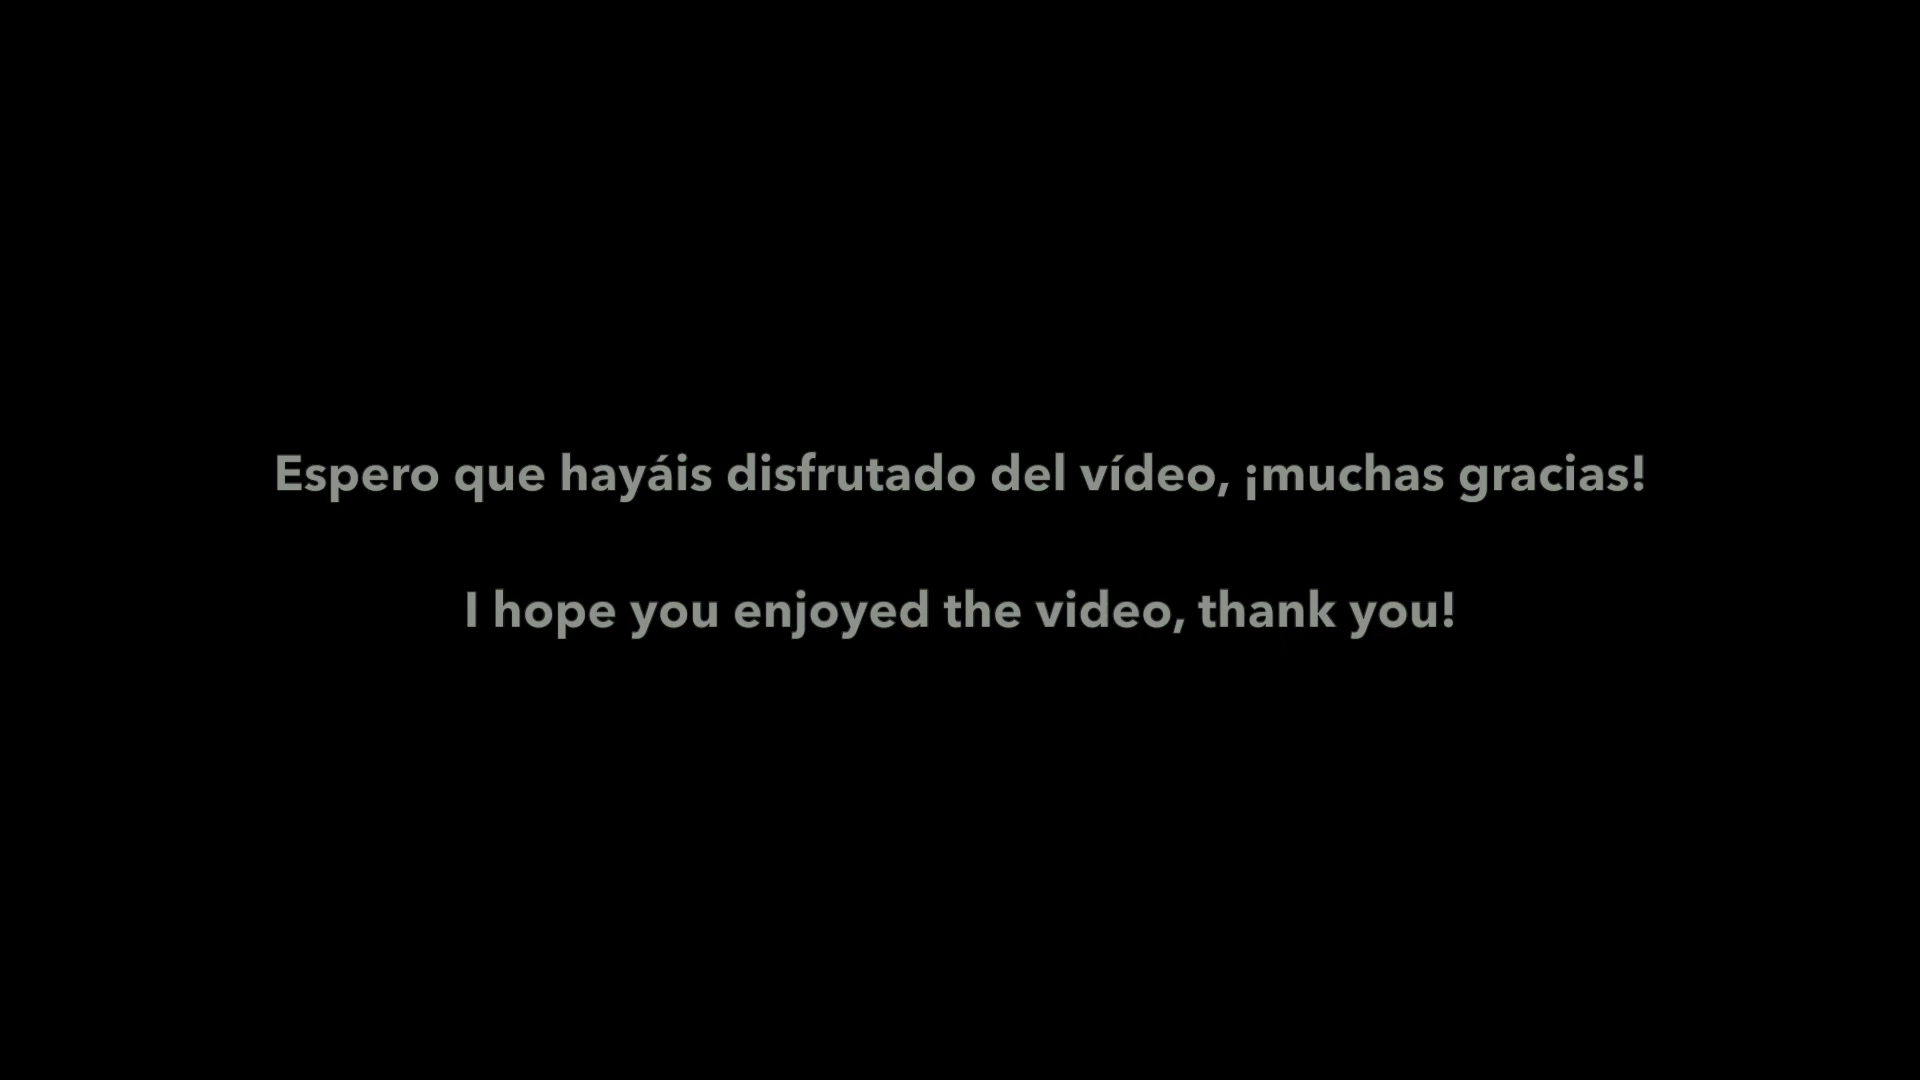 Espero que hayáis disfrutado del vídeo, ¡muchas gracias!
I hope you enjoyed the video, thank you!